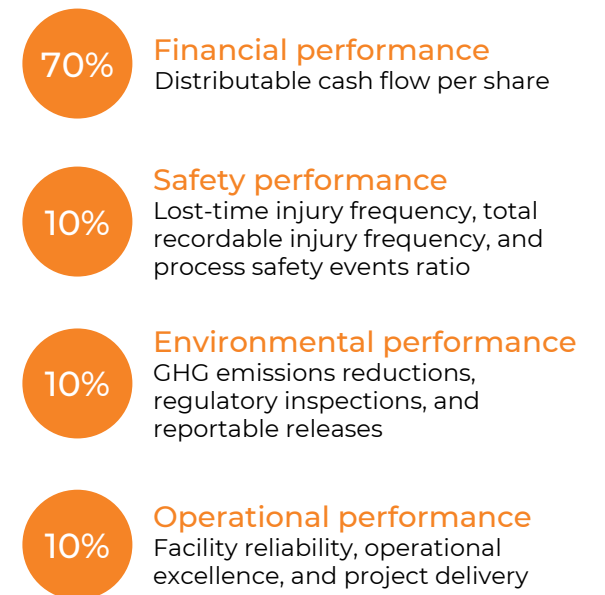 70%
Financial performance
Distributable cash flow per share
10%
Safety performance
Lost-time injury frequency, total
recordable injury frequency, and
process safety events ratio
10%
Environmental performance
GHG emissions reductions,
regulatory inspections, and
reportable releases
10%
Operational performance
Facility reliability, operational
excellence, and project delivery